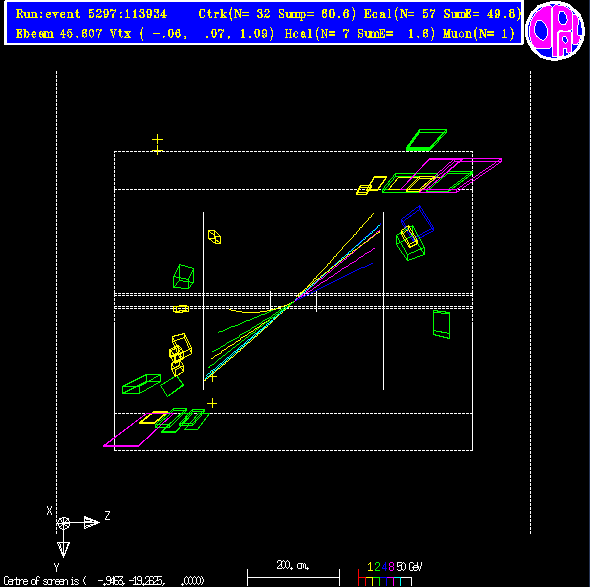 Run:event 5297:113934 Ctrk(N= 32 Sump= 60.6) Ecal(N= 57 SumE= 49.8)
Ebeam 45.607 Vtx ( -.06, .07, 1.09) Hcal(N= 7 SumE= 1.6) Muon(N= 1)
OPAL
X
Z
Y
200. cm.
1 2 4 8 50 GeV
Centre of screen is ( -.9463, -19.2625, .0000)